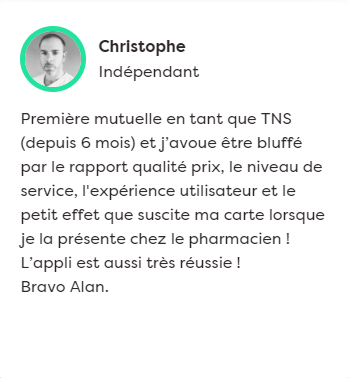 Christophe
Indépendant
Première mutuelle en tant que TNS
(depuis 6 mois) et j'avoue être bluffé
par le rapport qualité prix, le niveau de
service, l'expérience utilisateur et le
petit effet que suscite ma carte lorsque
je la présente chez le pharmacien !
L'appli est aussi très réussie !
Bravo Alan.